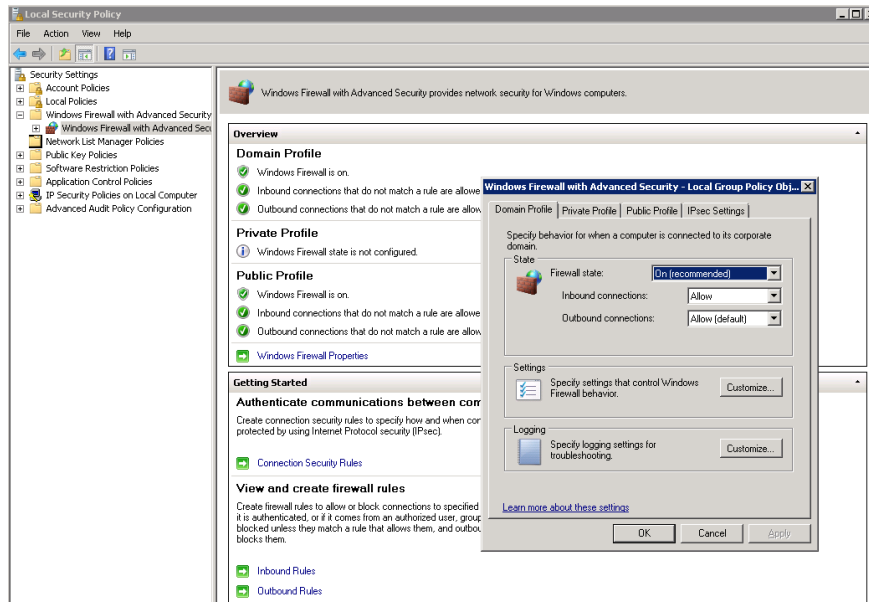 Local Security Policy
File Action View Help
Security Settings
Account Policies
Local Policies
Windows Firewall with Advanced Security
Windows Firewall with Advanced Secu
Network List Manager Policies
Public Key Policies
Software Restriction Policies
Application Control Policies
IP Security Policies on Local Computer
Advanced Audit Policy Configuration
Windows Firewall with Advanced Security provides network security for Windows computers.
Overview
Domain Profile
Windows Firewall is on.
Inbound connections that do not match a rule are allowe
Outbound connections that do not match a rule are allow
Private Profile
Windows Firewall state is not configured.
Public Profile
Windows Firewall is on.
Inbound connections that do not match a rule are allowe
Outbound connections that do not match a rule are allow
Windows Firewall Properties
Getting Started
Authenticate communications between com
Create connection security rules to specify how and when con
protected by using Internet Protocol security (IPsec).
Connection Security Rules
View and create firewall rules
Create firewall rules to allow or block connections to specified
it is authenticated, or if it comes from an authorized user, group
blocked unless they match a rule that allows them, and outbou
blocks them.
Inbound Rules
Outbound Rules
Windows Firewall with Advanced Security - Local Group Policy Obj...
Domain Profile Private Profile Public Profile IPsec Settings
Specify behavior for when a computer is connected to its corporate
domain.
State
Firewall state: On (recommended)
Inbound connections: Allow
Outbound connections: Allow (default)
Settings
Specify settings that control Windows
Firewall behavior.
Customize...
Logging
Specify logging settings for
troubleshooting.
Customize...
Learn more about these settings
OK Cancel Apply